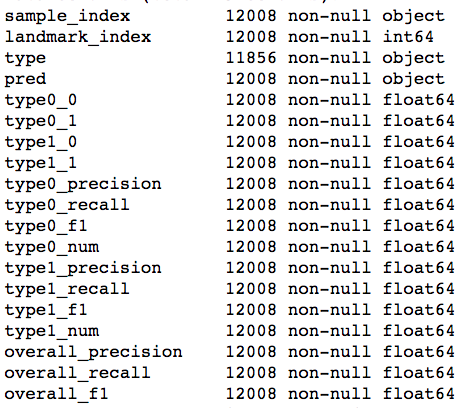 sample_index 12008 non-null object
landmark_index 12008 non-null int64
type 11856 non-null object
pred 12008 non-null object
type0_0 12008 non-null float64
type0_1 12008 non-null float64
type1_0 12008 non-null float64
type1_1 12008 non-null float64
type0_precision 12008 non-null float64
type0_recall 12008 non-null float64
type0_f1 12008 non-null float64
type0_num 12008 non-null float64
type1_precision 12008 non-null float64
type1_recall 12008 non-null float64
type1_f1 12008 non-null float64
type1_num 12008 non-null float64
overall_precision 12008 non-null float64
overall_recall 12008 non-null float64
overall_f1 12008 non-null float64